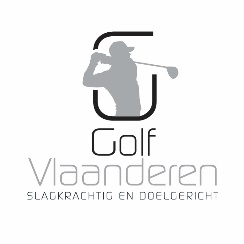 Golf
Vlaanderen
SLAGKRACHTIG EN DOELGERICHT